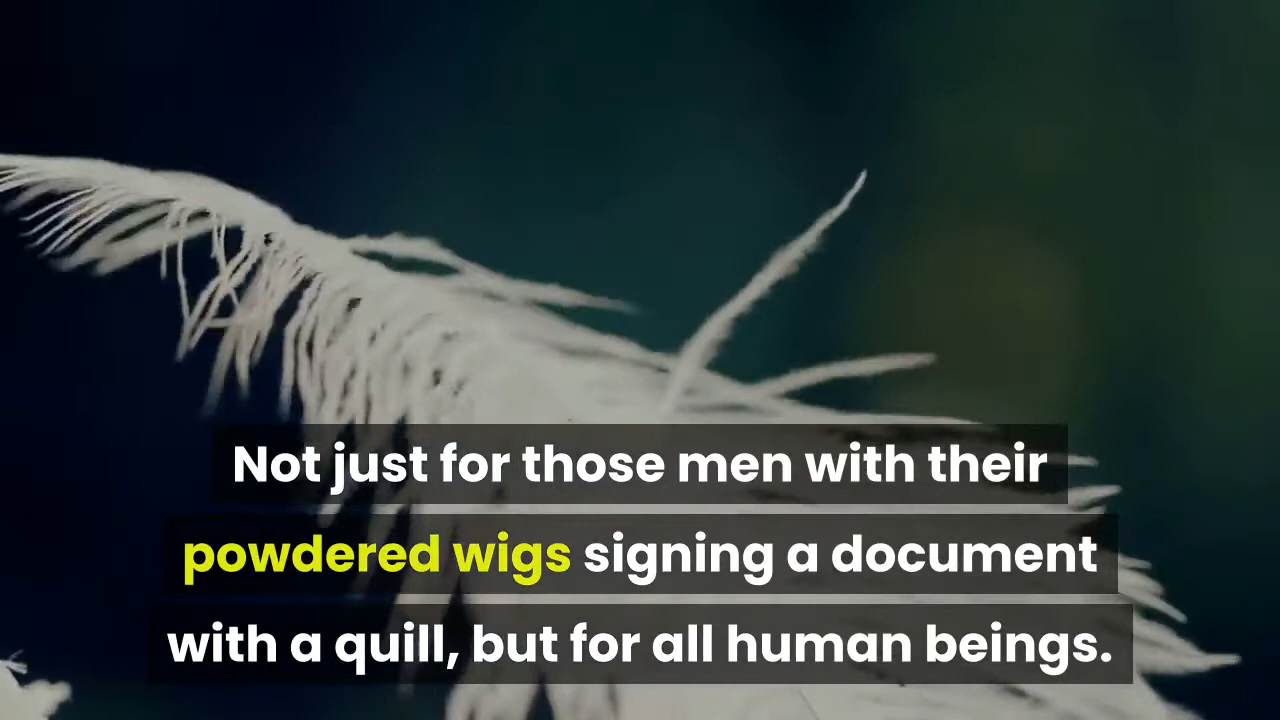 Not just for those men with their
powdered wigs signing a document
with a quill, but for all human beings.